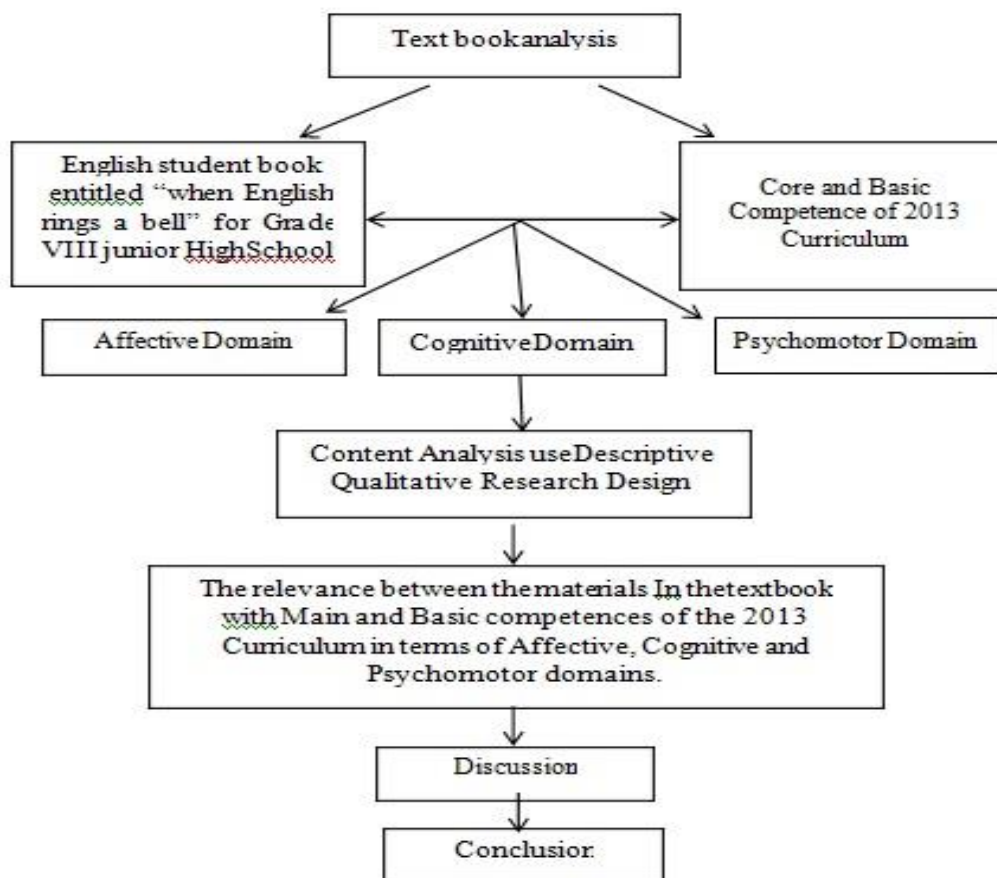 Text bookanalysis
English student book
entitled “when English
rings a bell” for Grade
VIII junior HighSchool
Core and Basic
Competence of 2013
Curriculum
Affective Domain
CognitiveDomain
Psychomotor Domain
Content Analysis useDescriptive
Qualitative Research Design
The relevance between thematerials In thetextbook
with Main and Basic competences of the 2013
Curriculum in terms of Affective, Cognitive and
Psychomotor domains.
Discussion
Conclusion